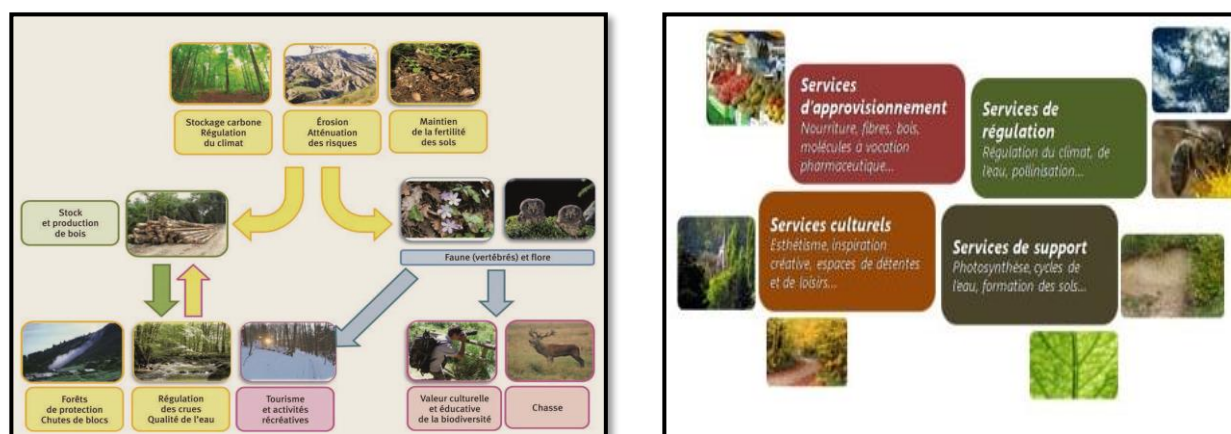 Stockage carbone
Régulation
du climat
Érosion
Atténuation
des risques
Maintien
de la fertilité
des sols
Stock
et production
de bois
Faune (vertébrés) et flore
Forêts
de protection
Chutes de blocs
Régulation
des crues
Qualité de l'eau
Tourisme
et activités
récréatives
Valeur culturelle
et éducative
de la biodiversité
Chasse
Services
d'approvisionnement
Nourriture, fibres, bois,
molécules à vocation
pharmaceutique...
Services de
régulation
Régulation du climat, de
l'eau, pollinisation...
Services culturels
Esthétisme, inspiration
créative, espaces de détentes
et de loisirs...
Services de support
Photosynthèse, cycles de
l'eau, formation des sols...